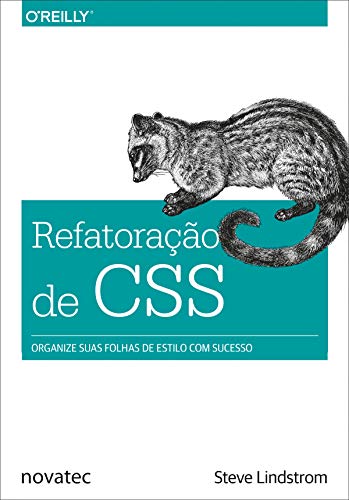 O'REILLY®
Refatoração
de CSS
ORGANIZE SUAS FOLHAS DE ESTILO COM SUCESSO
novatec
Steve Lindstrom